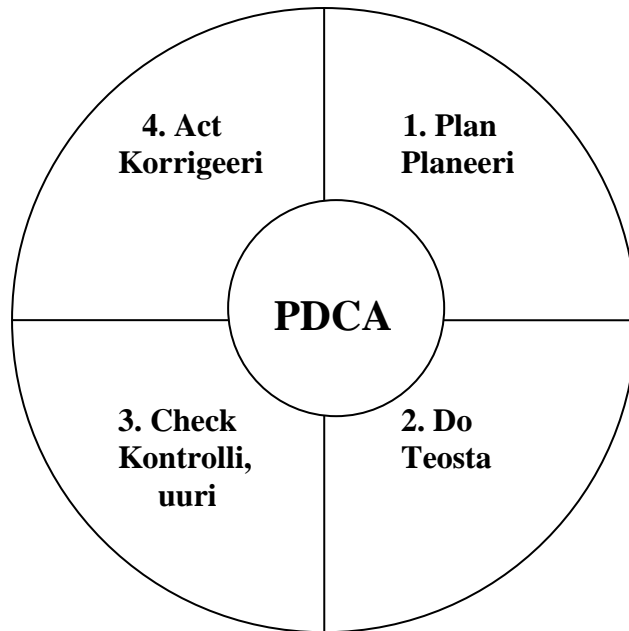 4. Act
Korrigeeri
1. Plan
Planeeri
PDCA
3. Check
Kontrolli,
uuri
2. Do
Teosta